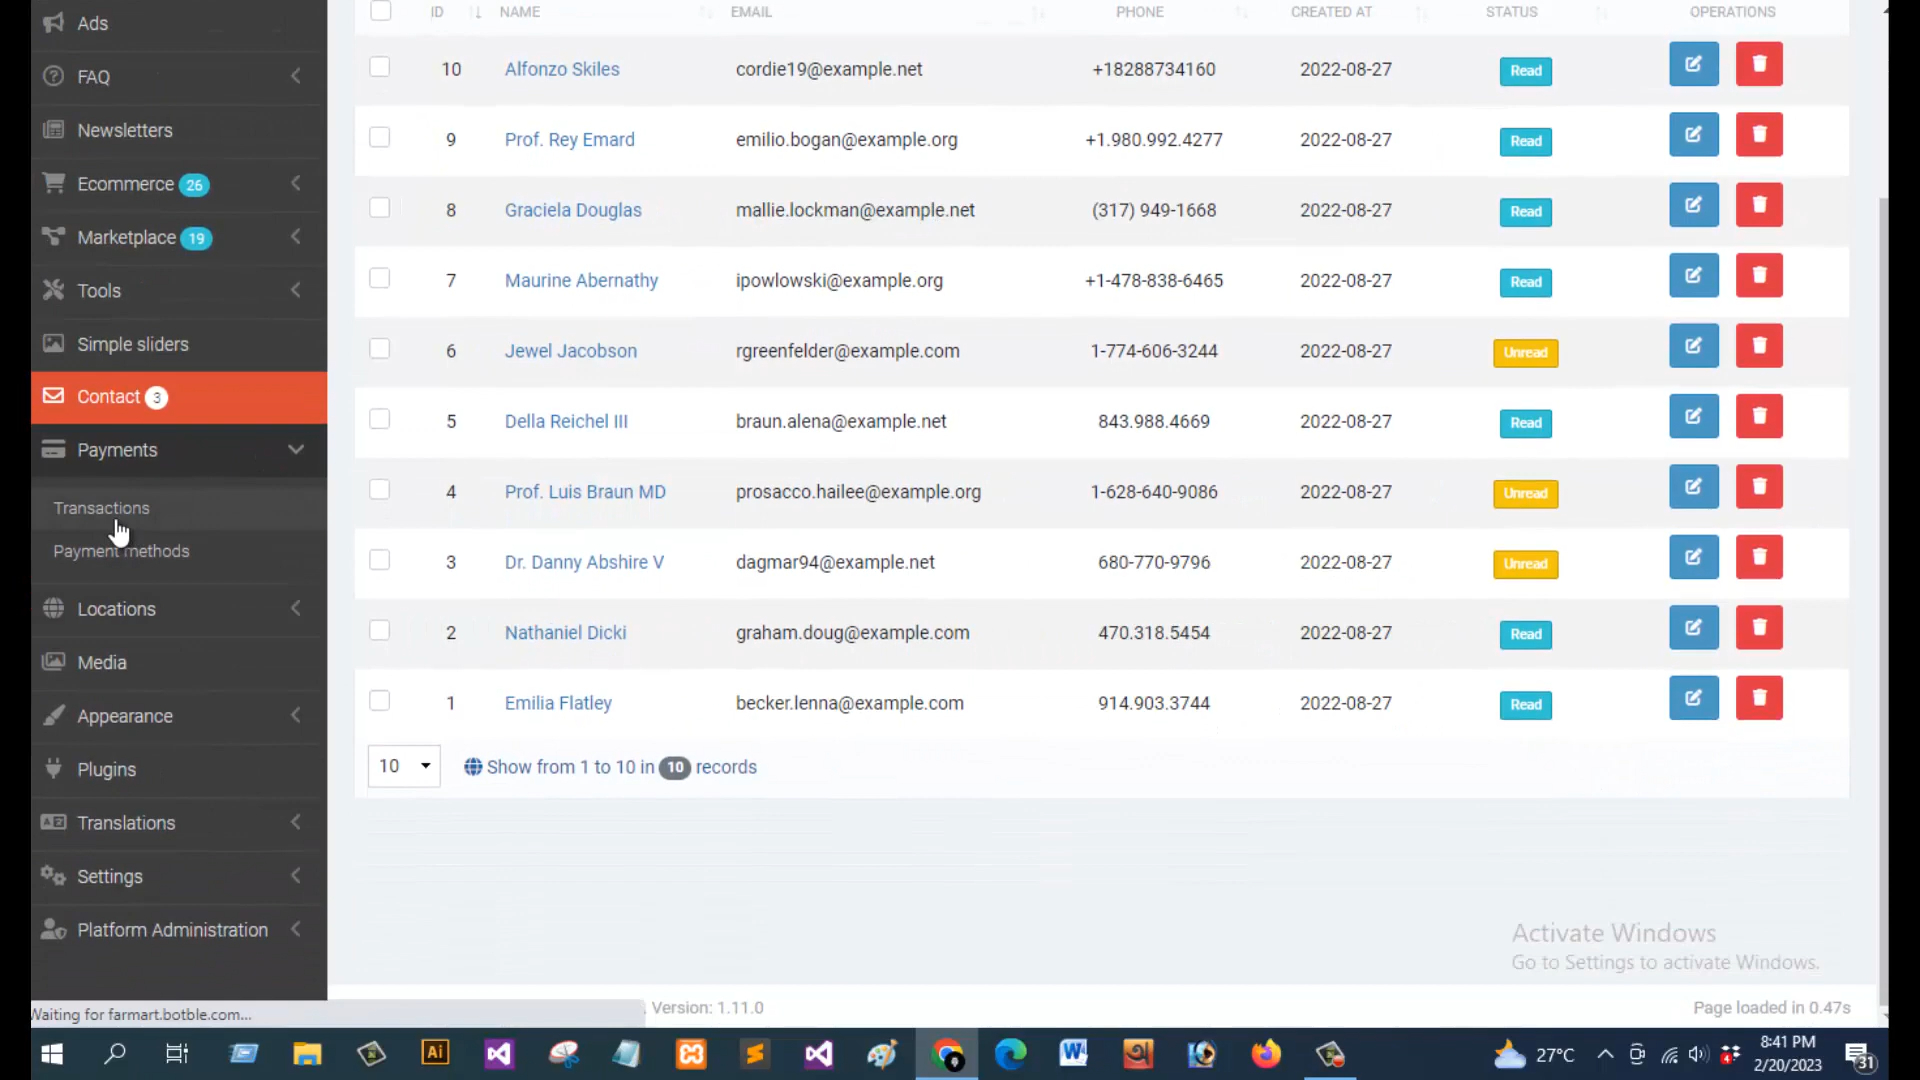 Ads
FAQ
Newsletters
Ecommerce 26
Marketplace 19
Tools
Simple sliders
Contact 3
Payments
Transactions
Payment methods
Locations
Media
Appearance
Plugins
Translations
Settings
Platform Administration
ID NAME EMAIL PHONE CREATED AT STATUS OPERATIONS
10 Alfonzo Skiles cordie19@example.net +18288734160 2022-08-27 Read
9 Prof. Rey Emard emilio.bogan@example.org +1.980.992.4277 2022-08-27 Read
8 Graciela Douglas mallie.lockman@example.net (317) 949-1668 2022-08-27 Read
7 Maurine Abernathy ipowlowski@example.org +1-478-838-6465 2022-08-27 Read
6 Jewel Jacobson rgreenfelder@example.com 1-774-606-3244 2022-08-27 Unread
5 Della Reichel III braun.alena@example.net 843.988.4669 2022-08-27 Read
4 Prof. Luis Braun MD prosacco.hailee@example.org 1-628-640-9086 2022-08-27 Unread
3 Dr. Danny Abshire V dagmar94@example.net 680-770-9796 2022-08-27 Unread
2 Nathaniel Dicki graham.doug@example.com 470.318.5454 2022-08-27 Read
1 Emilia Flatley becker.lenna@example.com 914.903.3744 2022-08-27 Read
10 Show from 1 to 10 in 10 records
Activate Windows
Go to Settings to activate Windows.
Waiting for farmart.botble.com...
. Version: 1.11.0
Page loaded in 0.47s
Ai
27°C
4
8:41 PM
2/20/2023
31